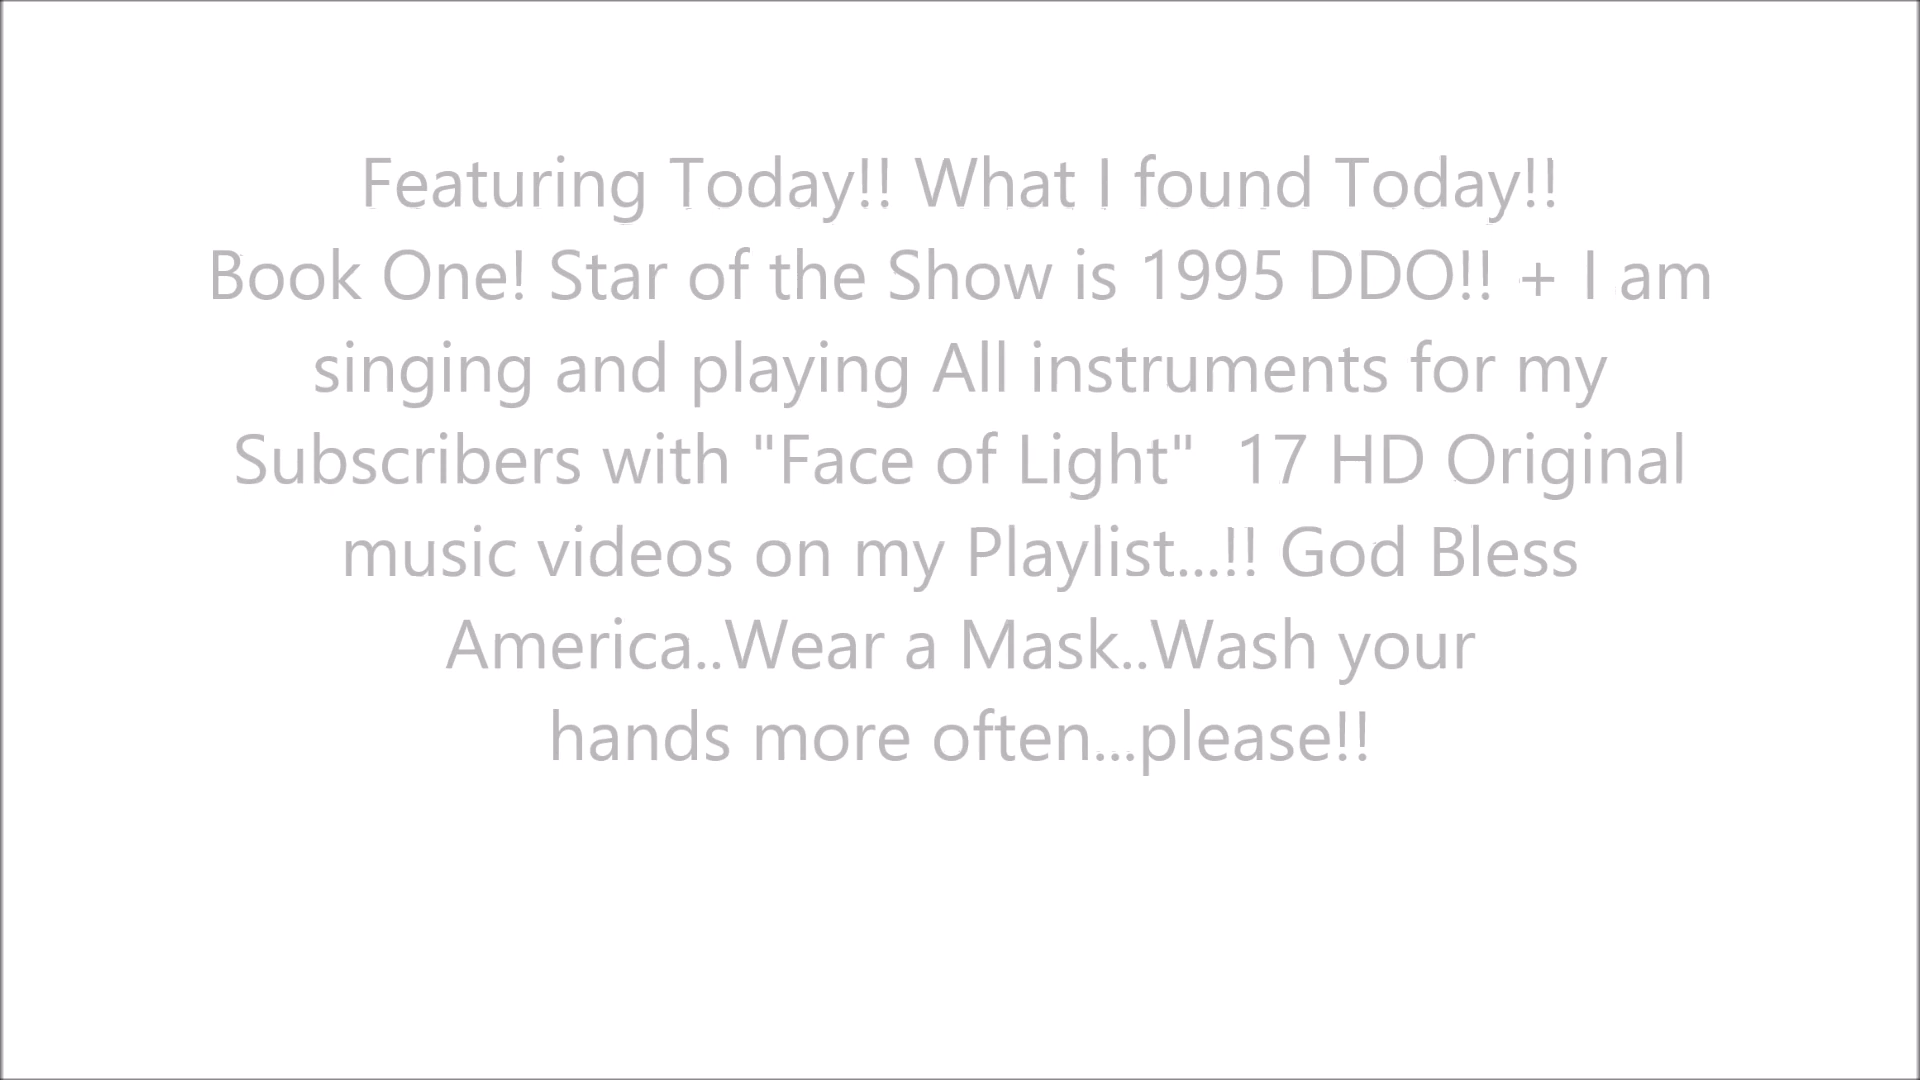 Featuring Today!! What I found Today!!
Book One! Star of the Show is 1995 DDO!! + I am
singing and playing All instruments for my
Subscribers with "Face of Light"  17 HD Original
music videos on my Playlist...!! God Bless
America..Wear a Mask..Wash your
hands more often...please!!